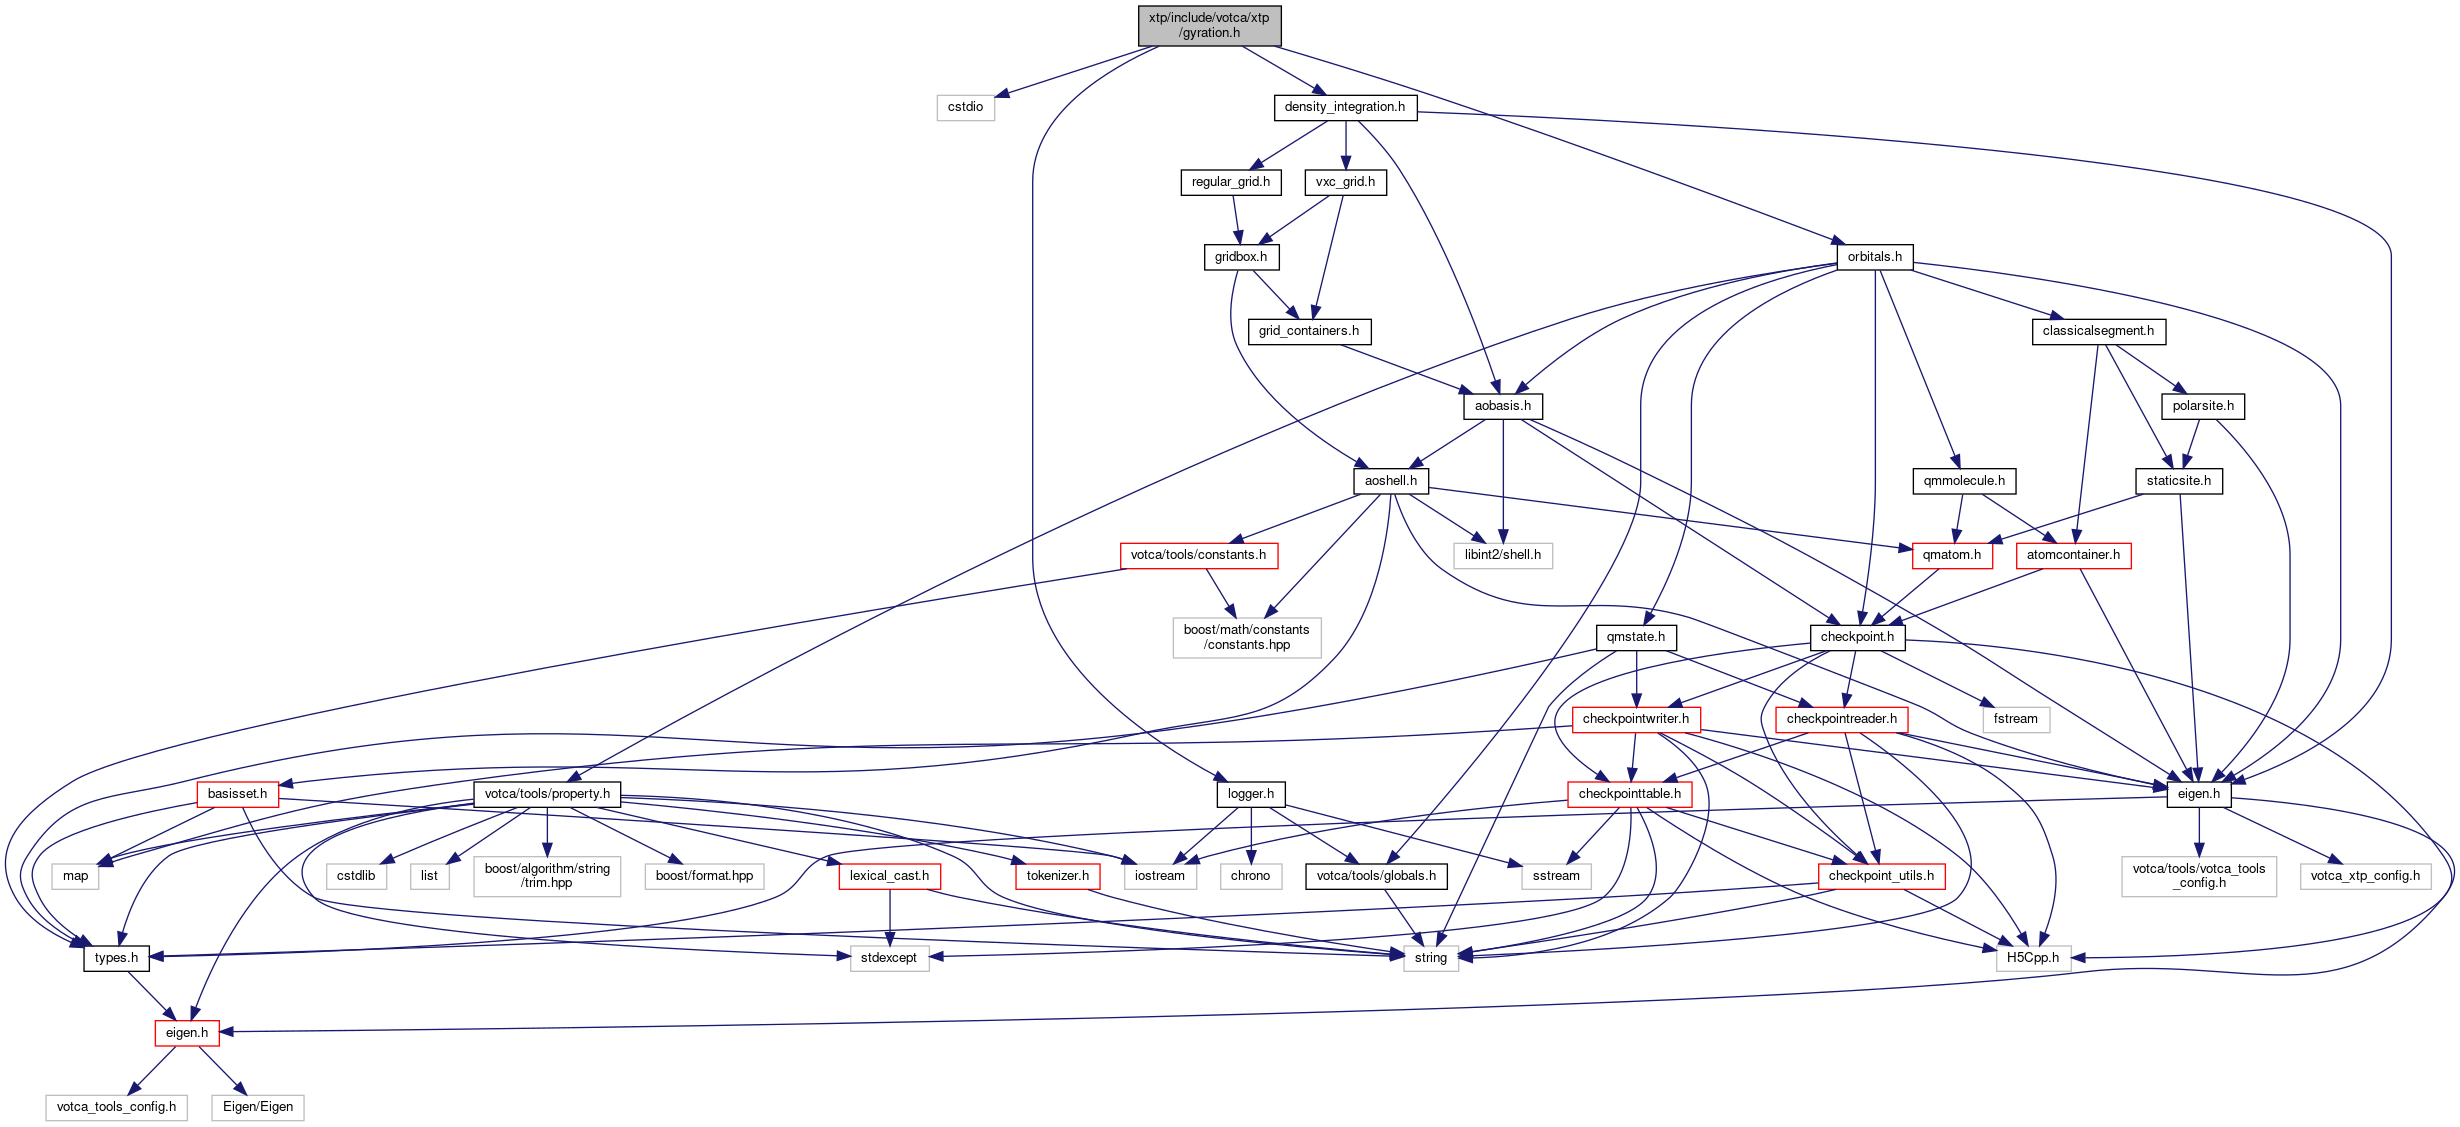 xtp/include/votca/xtp
/gyration.h
cstdio
density_integration.h
regular_grid.h
vxc_grid.h
gridbox.h
orbitals.h
grid_containers.h
classicalsegment.h
aobasis.h
polarsite.h
aoshell.h
qmmolecule.h
staticsite.h
votca/tools/constants.h
libint2/shell.h
qmatom.h
atomcontainer.h
boost/math/constants
/constants.hpp
qmstate.h
checkpoint.h
checkpointwriter.h
checkpointreader.h
fstream
basisset.h
votca/tools/property.h
logger.h
checkpointtable.h
eigen.h
map
cstdlib
list
boost/algorithm/string
/trim.hpp
boost/format.hpp
lexical_cast.h
tokenizer.h
iostream
chrono
votca/tools/globals.h
sstream
checkpoint_utils.h
votca/tools/votca_tools
_config.h
votca_xtp_config.h
types.h
stdexcept
string
H5Cpp.h
eigen.h
votca_tools_config.h
Eigen/Eigen